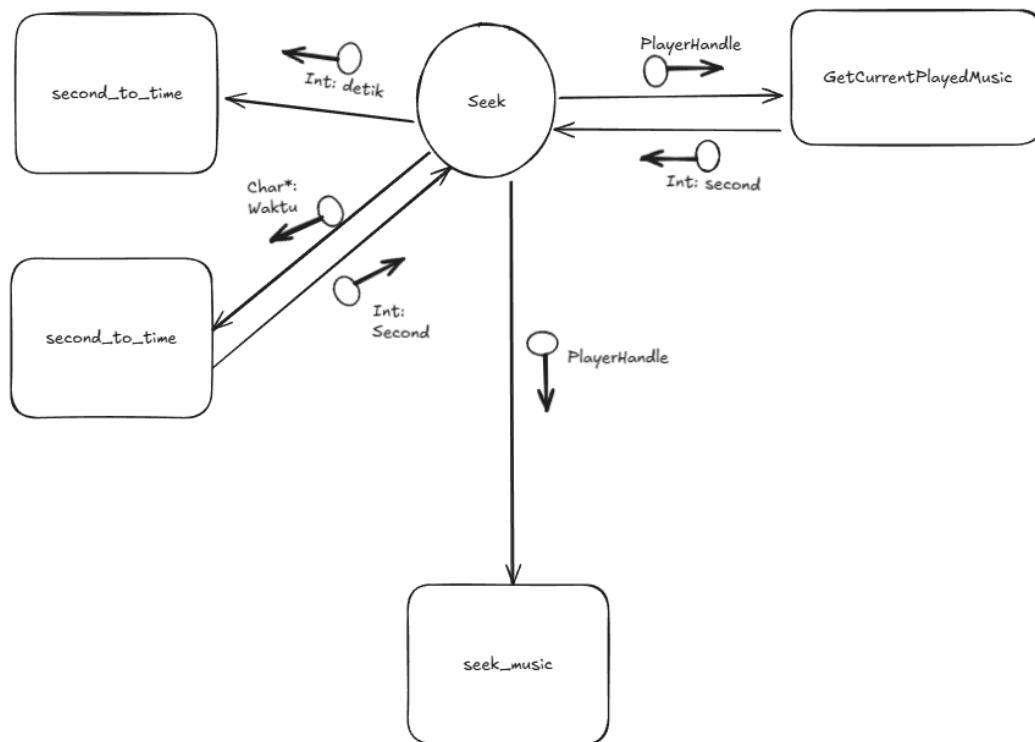 PlayerHandle
second_to_time
Int: detik
Seek
GetCurrentPlayedMusic
Int: second
Char*:
Waktu
second_to_time
Int:
Second
PlayerHandle
seek_music